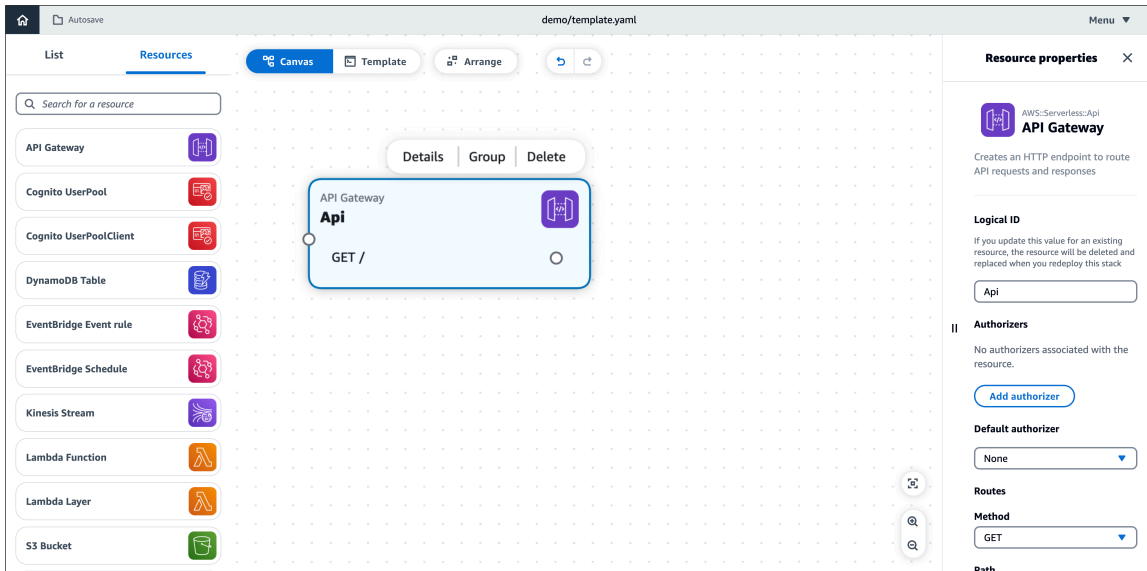 Autosave
demo/template.yaml
Menu
List
Resources
Search for a resource
API Gateway
Cognito UserPool
Cognito UserPoolClient
DynamoDB Table
EventBridge Event rule
EventBridge Schedule
Kinesis Stream
Lambda Function
Lambda Layer
S3 Bucket
Canvas
Template
Arrange
Details
Group
Delete
API Gateway
Api
GET /
Resource properties
AWS::Serverless::Api
API Gateway
Creates an HTTP endpoint to route
API requests and responses
Logical ID
If you update this value for an existing
resource, the resource will be deleted and
replaced when you redeploy this stack
Api
Authorizers
No authorizers associated with the
resource.
Add authorizer
Default authorizer
None
Routes
Method
GET
Path